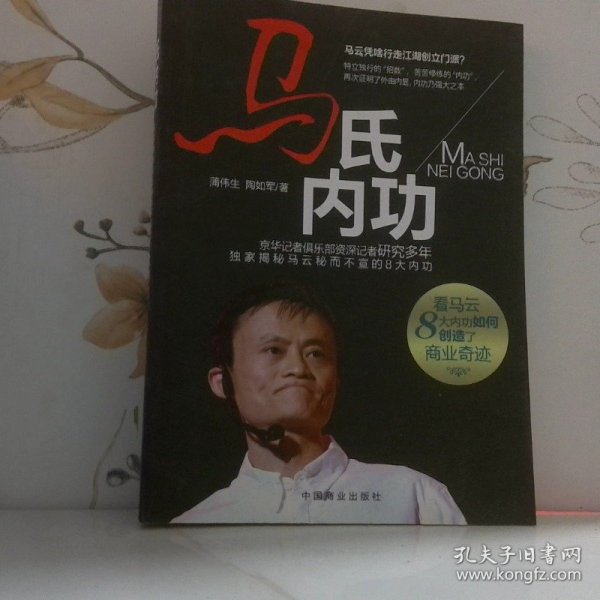 马云凭啥行走江湖创立门派？
特立独行的“招数”，苦苦修炼的“内功”，
再次证明了外由内显，内功乃强大之本
马氏
内功
MA SHI
NEI GONG
蒲伟生 陶如军/著
京华记者俱乐部资深记者研究多年
独家揭秘马云秘而不宣的8大内功
看马云
8大内功如何
创造了
商业奇迹
中国商业出版社
孔夫子旧书网
www.kongfz.com